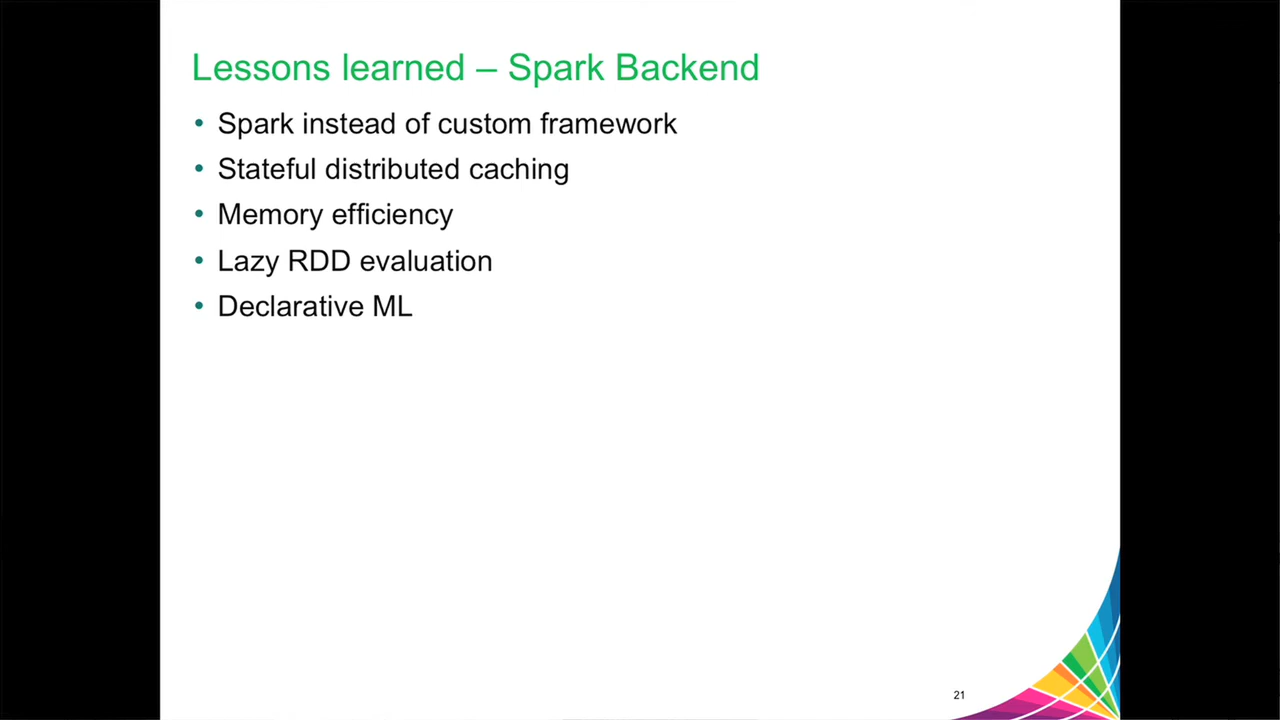 Lessons learned – Spark Backend
• Spark instead of custom framework
• Stateful distributed caching
• Memory efficiency
• Lazy RDD evaluation
• Declarative ML
21